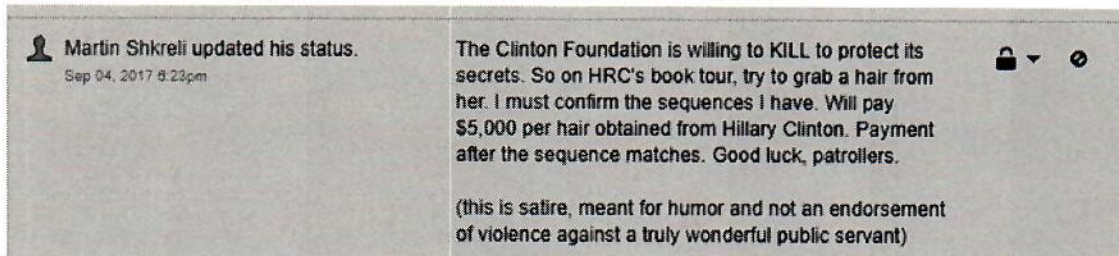 Martin Shkreli updated his status.
Sep 04, 2017 6:23pm
The Clinton Foundation is willing to KILL to protect its
secrets. So on HRC's book tour, try to grab a hair from
her. I must confirm the sequences I have. Will pay
$5,000 per hair obtained from Hillary Clinton. Payment
after the sequence matches. Good luck, patrollers.
(this is satire, meant for humor and not an endorsement
of violence against a truly wonderful public servant)